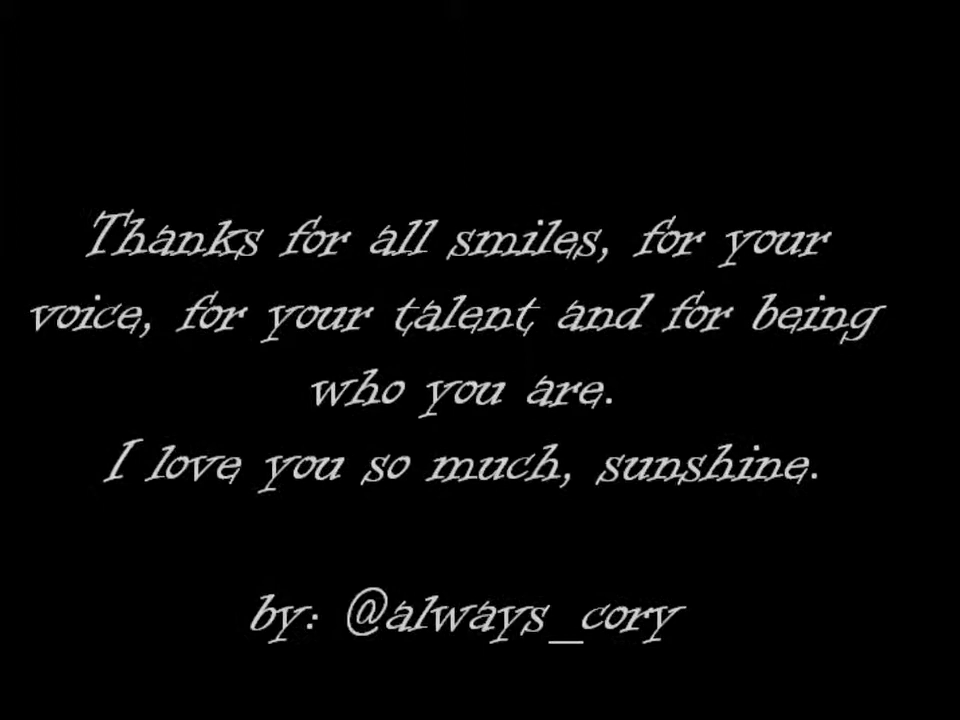 Thanks for all smiles, for your
voice, for your talent and for being
who you are.
I love you so much, sunshine.
by: @always_cory